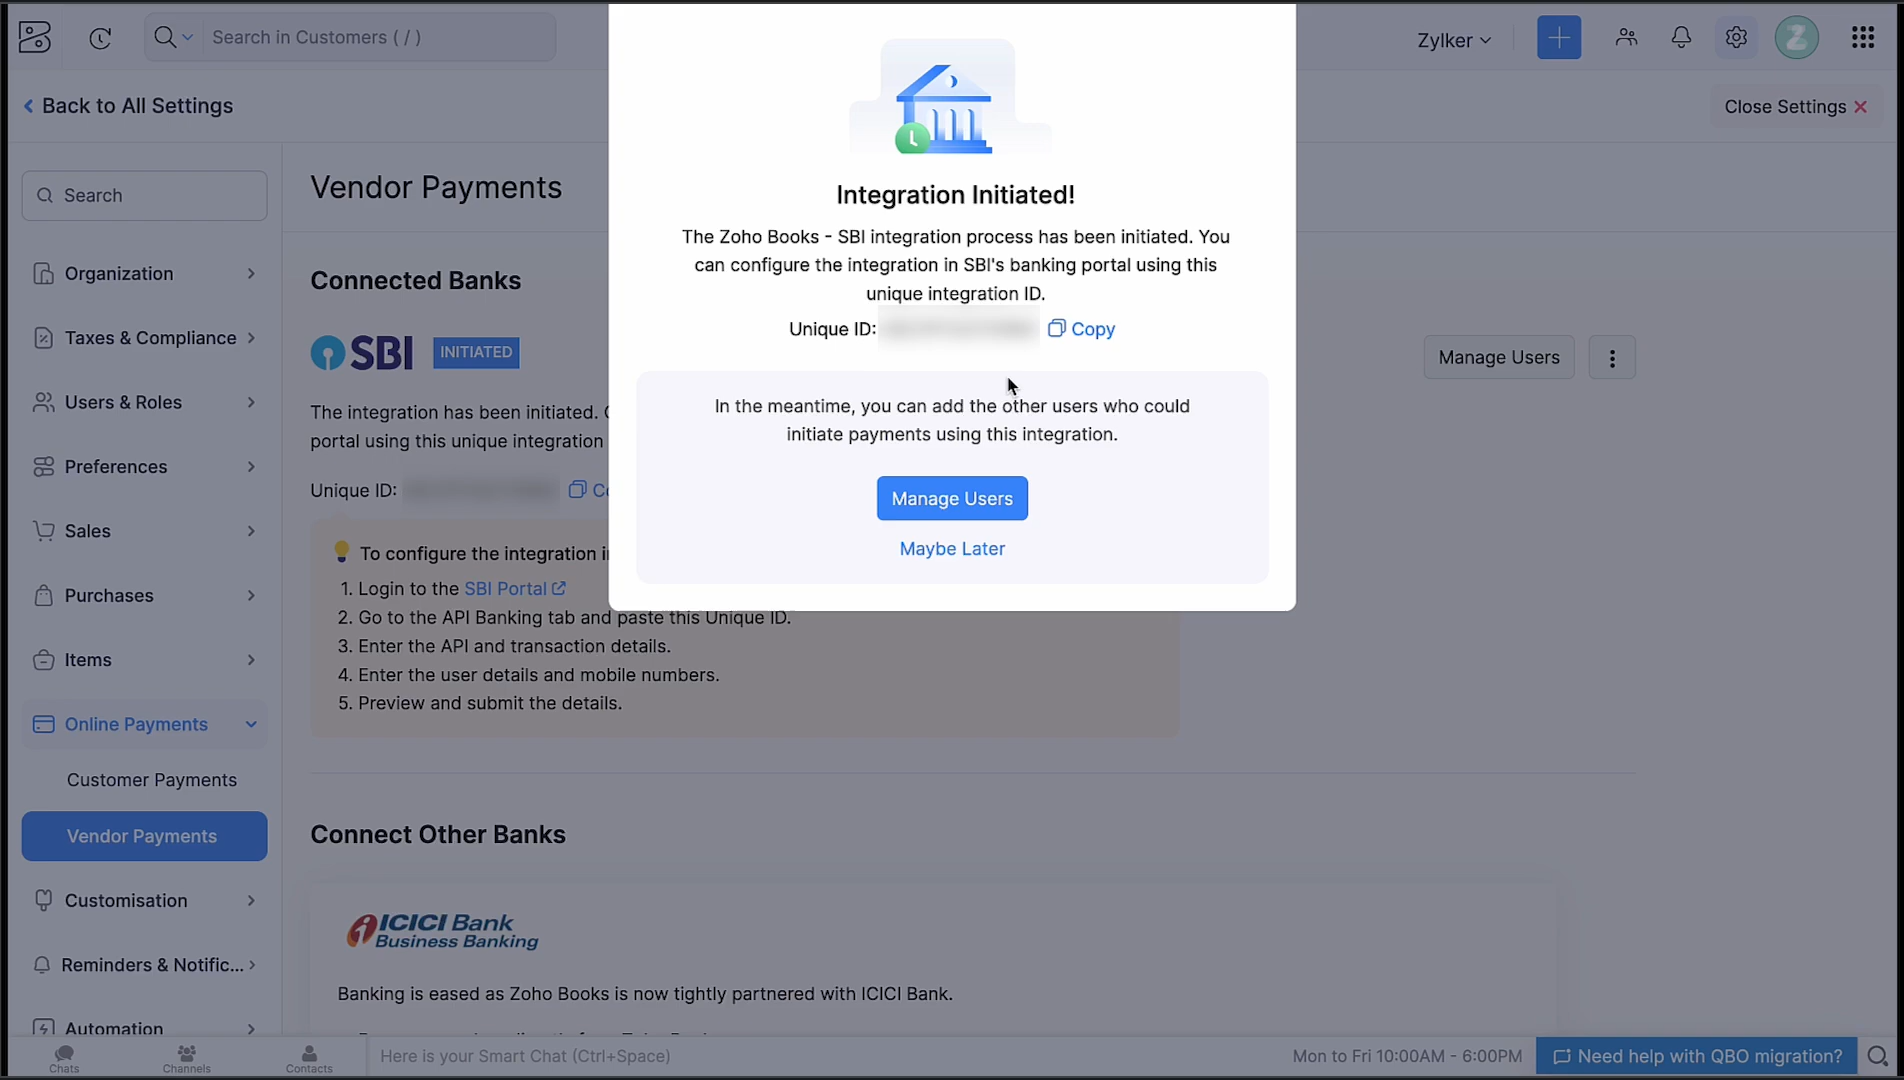 Search in Customers ( / )
Zylker
Z
Back to All Settings
Close Settings
Search
Organization
Taxes & Compliance
Users & Roles
Preferences
Sales
Purchases
Items
Online Payments
Customer Payments
Vendor Payments
Customisation
Reminders & Notific...
Automation
Vendor Payments
Connected Banks
SBI
INITIATED
Manage Users
The integration has been initiated.
portal using this unique integration
Unique ID:
To configure the integration
1. Login to the SBI Portal
2. Go to the API Banking tab and paste this Unique ID.
3. Enter the API and transaction details.
4. Enter the user details and mobile numbers.
5. Preview and submit the details.
Connect Other Banks
ICICI Bank
Business Banking
Banking is eased as Zoho Books is now tightly partnered with ICICI Bank.
Integration Initiated!
The Zoho Books - SBI integration process has been initiated. You
can configure the integration in SBI's banking portal using this
unique integration ID.
Unique ID:
Copy
In the meantime, you can add the other users who could
initiate payments using this integration.
Manage Users
Maybe Later
Chats
Channels
Contacts
Here is your Smart Chat (Ctrl+Space)
Mon to Fri 10:00AM - 6:00PM
Need help with QBO migration?